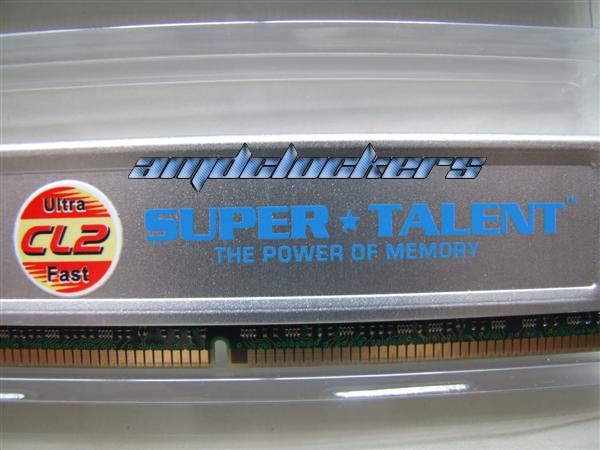 amdclockers
Ultra
CL2
Fast
SUPER★TALENT™
THE POWER OF MEMORY